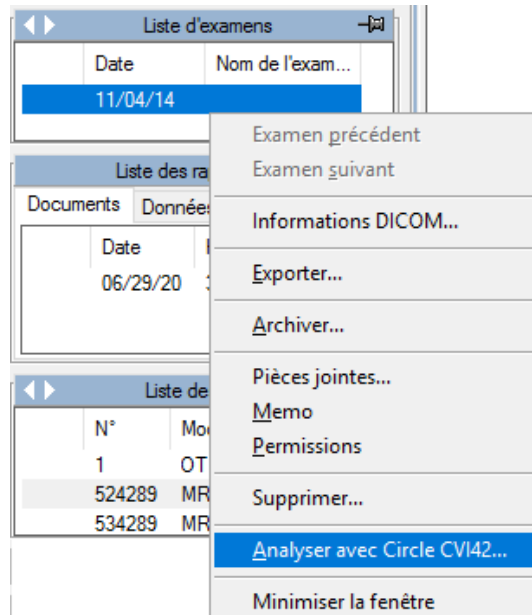 Liste d'examens
Date Nom de l'exam...
11/04/14
Examen précédent
Examen suivant
Liste des ra
Documents Données
Informations DICOM...
Date
06/29/20
Exporter...
Archiver...
Pièces jointes...
Liste de
Memo
N° Mod
Permissions
1 OT
524289 MR
Supprimer...
534289 MR
Analyser avec Circle CVI42...
Minimiser la fenêtre